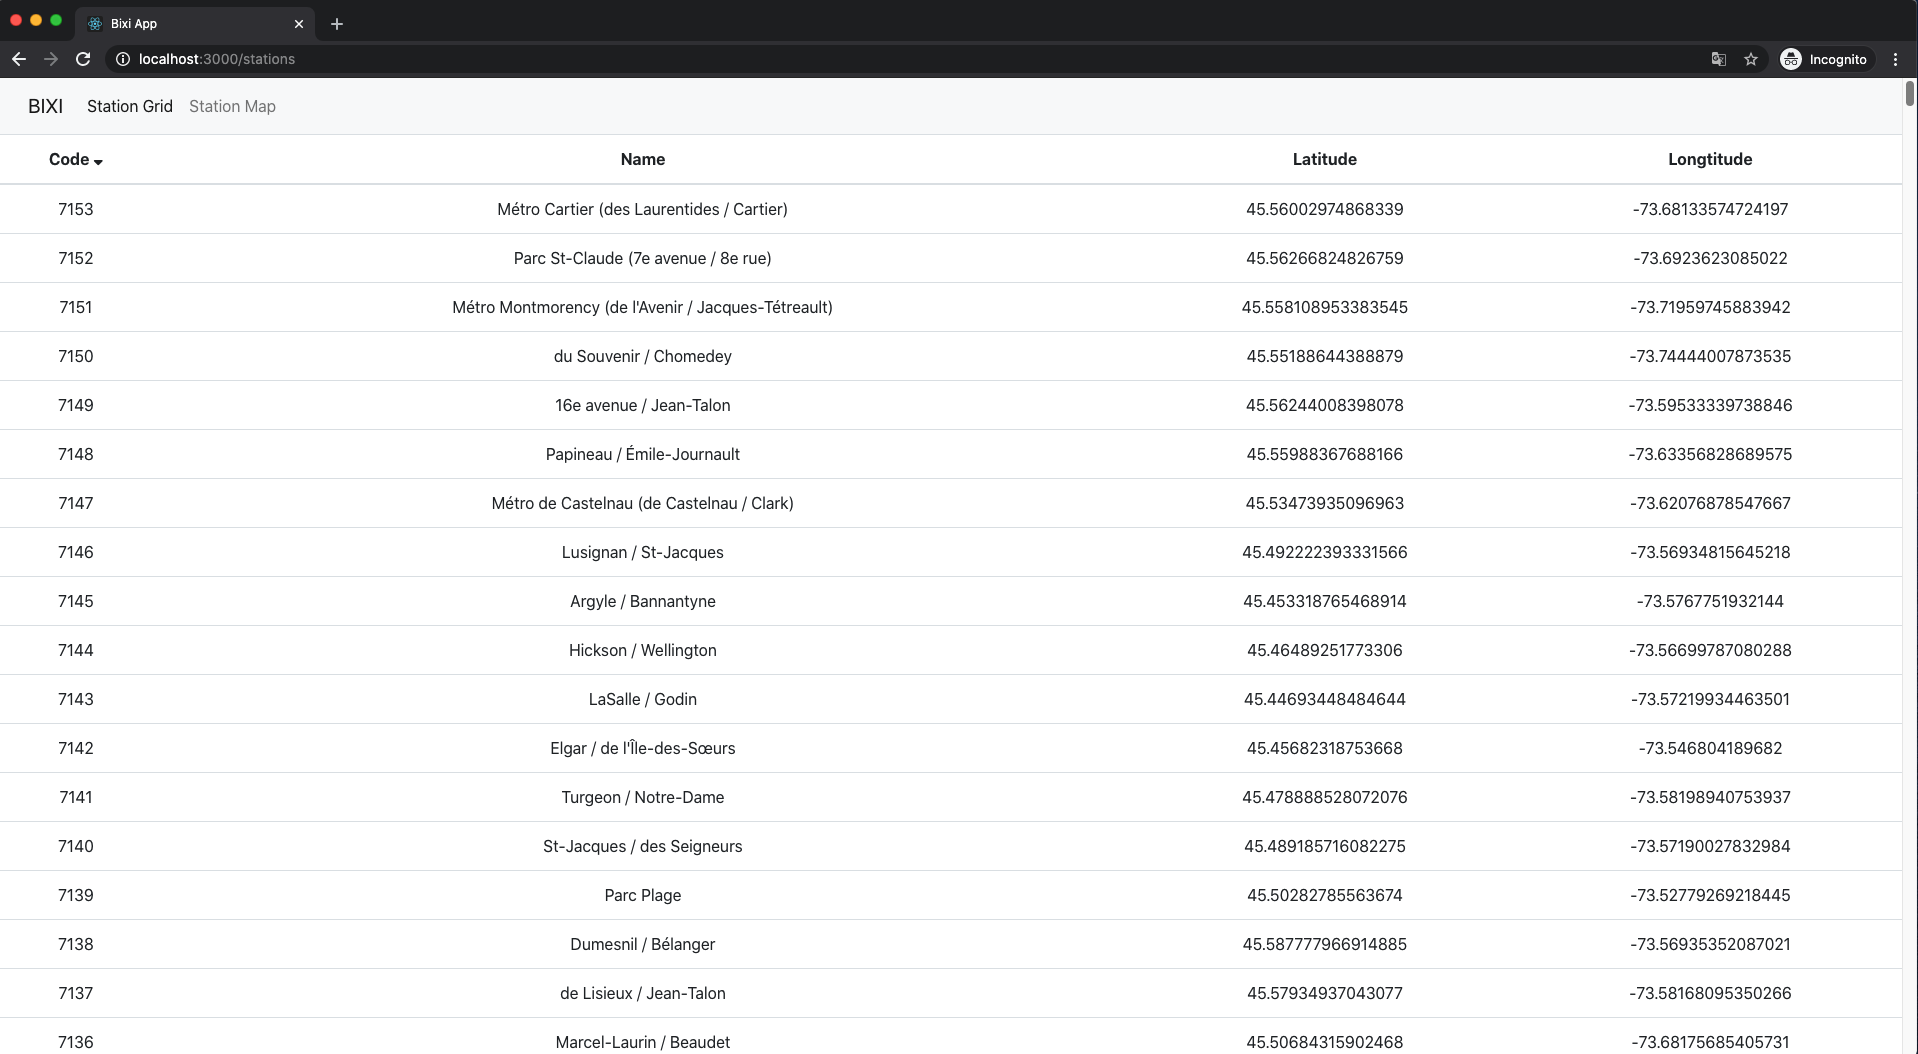 Bixi App
localhost:3000/stations
Incognito
BIXI Station Grid Station Map
Code Name Latitude Longtitude
7153 Métro Cartier (des Laurentides / Cartier) 45.56002974868339 -73.68133574724197
7152 Parc St-Claude (7e avenue / 8e rue) 45.56266824826759 -73.6923623085022
7151 Métro Montmorency (de l'Avenir / Jacques-Tétreault) 45.558108953383545 -73.71959745883942
7150 du Souvenir / Chomedey 45.55188644388879 -73.74444007873535
7149 16e avenue / Jean-Talon 45.56244008398078 -73.59533339738846
7148 Papineau / Émile-Journault 45.55988367688166 -73.63356828689575
7147 Métro de Castelnau (de Castelnau / Clark) 45.53473935096963 -73.62076878547667
7146 Lusignan / St-Jacques 45.492222393331566 -73.56934815645218
7145 Argyle / Bannantyne 45.453318765468914 -73.5767751932144
7144 Hickson / Wellington 45.46489251773306 -73.56699787080288
7143 LaSalle / Godin 45.44693448484644 -73.57219934463501
7142 Elgar / de l'Île-des-Sœurs 45.45682318753668 -73.546804189682
7141 Turgeon / Notre-Dame 45.478888528072076 -73.58198940753937
7140 St-Jacques / des Seigneurs 45.489185716082275 -73.57190027832984
7139 Parc Plage 45.50282785563674 -73.52779269218445
7138 Dumesnil / Bélanger 45.587777966914885 -73.56935352087021
7137 de Lisieux / Jean-Talon 45.57934937043077 -73.58168095350266
7136 Marcel-Laurin / Beaudet 45.50684315902468 -73.68175685405731